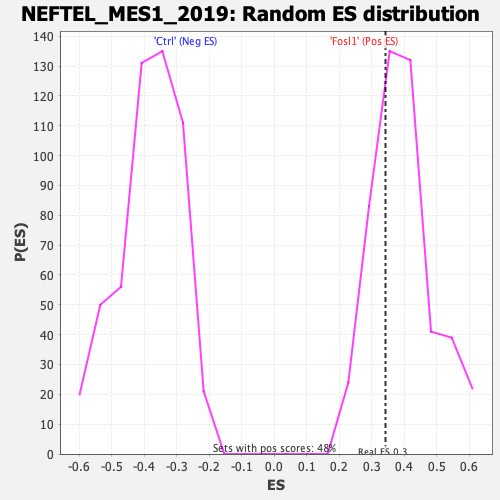 NEFTEL_MES1_2019: Random ES distribution
'Ctrl' (Neg ES)
'Fosl1' (Pos ES)
140
130
120
110
100
90
80
70
60
50
40
30
20
10
0
P(ES)
Sets with pos scores: 48%
Real ES 0.3
-0.6 -0.5 -0.4 -0.3 -0.2 -0.1 0.0 0.1 0.2 0.3 0.4 0.5 0.6
ES